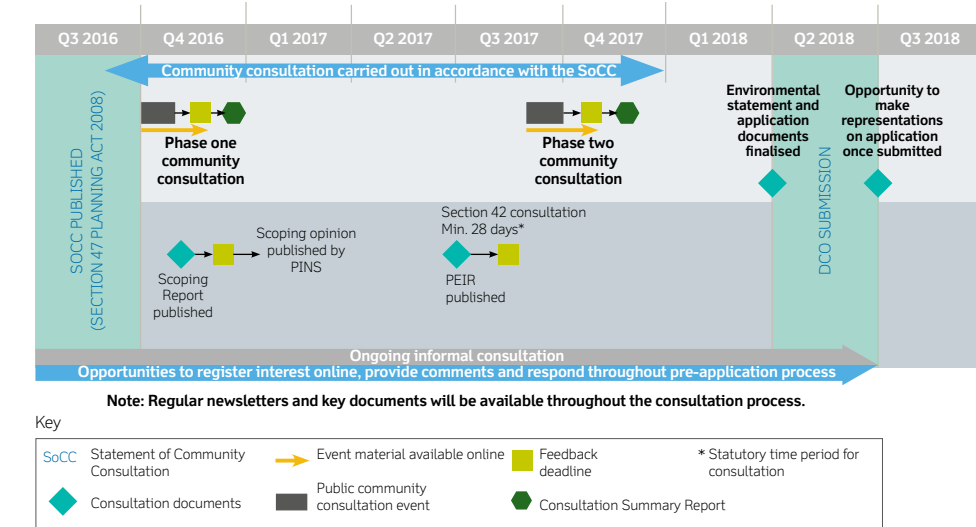 Q3 2016
Q4 2016
Q1 2017
Q2 2017
Q3 2017
Q4 2017
Q1 2018
Q2 2018
Q3 2018
Community consultation carried out in accordance with the SoCC
SOCC PUBLISHED
(SECTION 47 PLANNING ACT 2008)
Phase one
community
consultation
Phase two
community
consultation
Environmental
statement and
application
documents
finalised
Opportunity to
make
representations
on application
once submitted
DCO SUBMISSION
Scoping
Report
published
Scoping opinion
published by
PINS
Section 42 consultation
Min. 28 days*
PEIR
published
Ongoing informal consultation
Opportunities to register interest online, provide comments and respond throughout pre-application process
Note: Regular newsletters and key documents will be available throughout the consultation process.
Key
SoCC
Statement of Community
Consultation
Event material available online
Feedback
deadline
* Statutory time period for
consultation
Consultation documents
Public community
consultation event
Consultation Summary Report